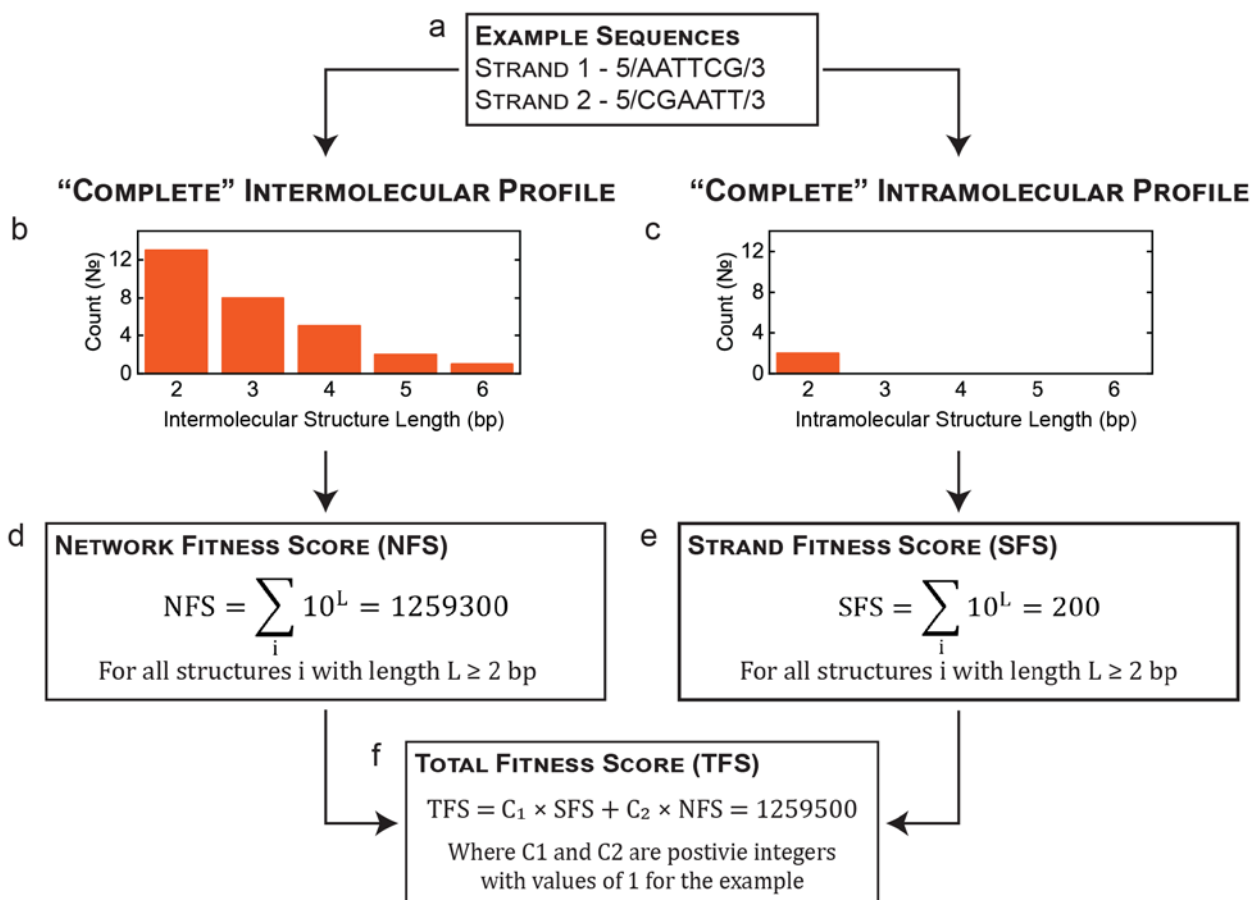 a
EXAMPLE SEQUENCES
STRAND 1 - 5/AATTCG/3
STRAND 2 - 5/CGAATT/3
“COMPLETE” INTERMOLECULAR PROFILE
b
Count (№)
12
8
4
0
2 3 4 5 6
Intermolecular Structure Length (bp)
“COMPLETE” INTRAMOLECULAR PROFILE
c
Count (№)
12
8
4
0
2 3 4 5 6
Intramolecular Structure Length (bp)
d
NETWORK FITNESS SCORE (NFS)
NFS = ∑ 10^L = 1259300
i
For all structures i with length L ≥ 2 bp
e
STRAND FITNESS SCORE (SFS)
SFS = ∑ 10^L = 200
i
For all structures i with length L ≥ 2 bp
f
TOTAL FITNESS SCORE (TFS)
TFS = C₁ × SFS + C₂ × NFS = 1259500
Where C1 and C2 are postivie integers
with values of 1 for the example